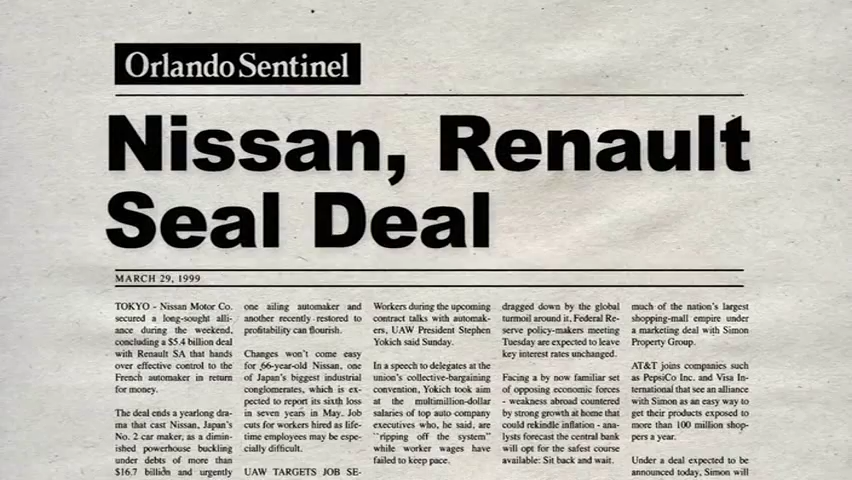 Orlando Sentinel
Nissan, Renault
Seal Deal
MARCH 29, 1999
TOKYO - Nissan Motor Co.
secured a long-sought alli-
ance during the weekend,
concluding a $5.4 billion deal
with Renault SA that hands
over effective control to the
French automaker in return
for money.
The deal ends a yearlong dra-
ma that cast Nissan, Japan's
No. 2 car maker, as a dimin-
ished powerhouse buckling
under debts of more than
$16.7 billion and urgently
one ailing automaker and
another recently restored to
profitability can flourish.
Changes won't come easy
for 66-year-old Nissan, one
of Japan's biggest industrial
conglomerates, which is ex-
pected to report its sixth loss
in seven years in May. Job
cuts for workers hired as life-
time employees may be espe-
cially difficult.
UAW TARGETS JOB SE-
Workers during the upcoming
contract talks with automak-
ers, UAW President Stephen
Yokich said Sunday.
In a speech to delegates at the
union's collective-bargaining
convention, Yokich took aim
at the multimillion-dollar
salaries of top auto-company
executives who, he said, are
``ripping off the system''
while worker wages have
failed to keep pace.
dragged down by the global
turmoil around it, Federal Re-
serve policy-makers meeting
Tuesday are expected to leave
key interest rates unchanged.
Facing a by now familiar set
of opposing economic forces
- weakness abroad countered
by strong growth at home that
could rekindle inflation - ana-
lysts forecast the central bank
will opt for the safest course
available: Sit back and wait.
much of the nation's largest
shopping-mall empire under
a marketing deal with Simon
Property Group.
AT&T joins companies such
as PepsiCo Inc. and Visa In-
ternational that see an alliance
with Simon as an easy way to
get their products exposed to
more than 100 million shop-
pers a year.
Under a deal expected to be
announced today, Simon will